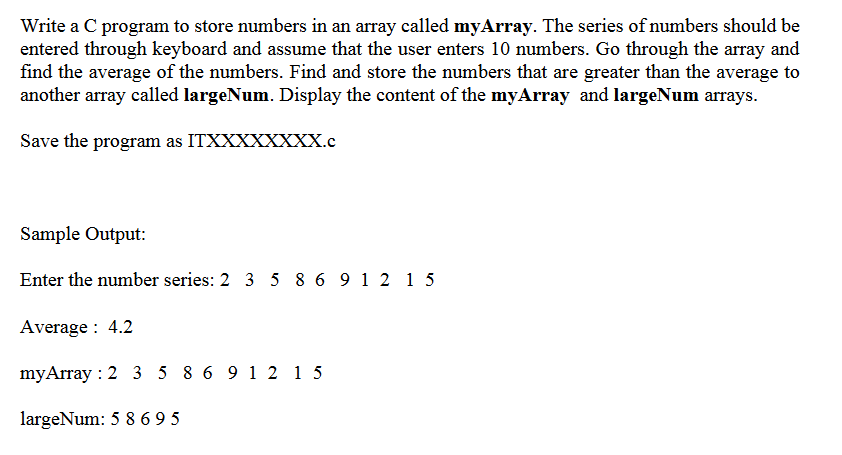 Write a C program to store numbers in an array called myArray. The series of numbers should be
entered through keyboard and assume that the user enters 10 numbers. Go through the array and
find the average of the numbers. Find and store the numbers that are greater than the average to
another array called largeNum. Display the content of the myArray and largeNum arrays.
Save the program as ITXXXXXXXX.c
Sample Output:
Enter the number series: 2 3 5 8 6 9 1 2 1 5
Average : 4.2
myArray : 2 3 5 8 6 9 1 2 1 5
largeNum: 5 8 6 9 5